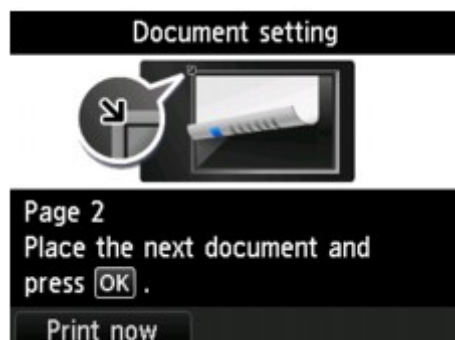 Document setting
Page 2
Place the next document and
press OK .
Print now